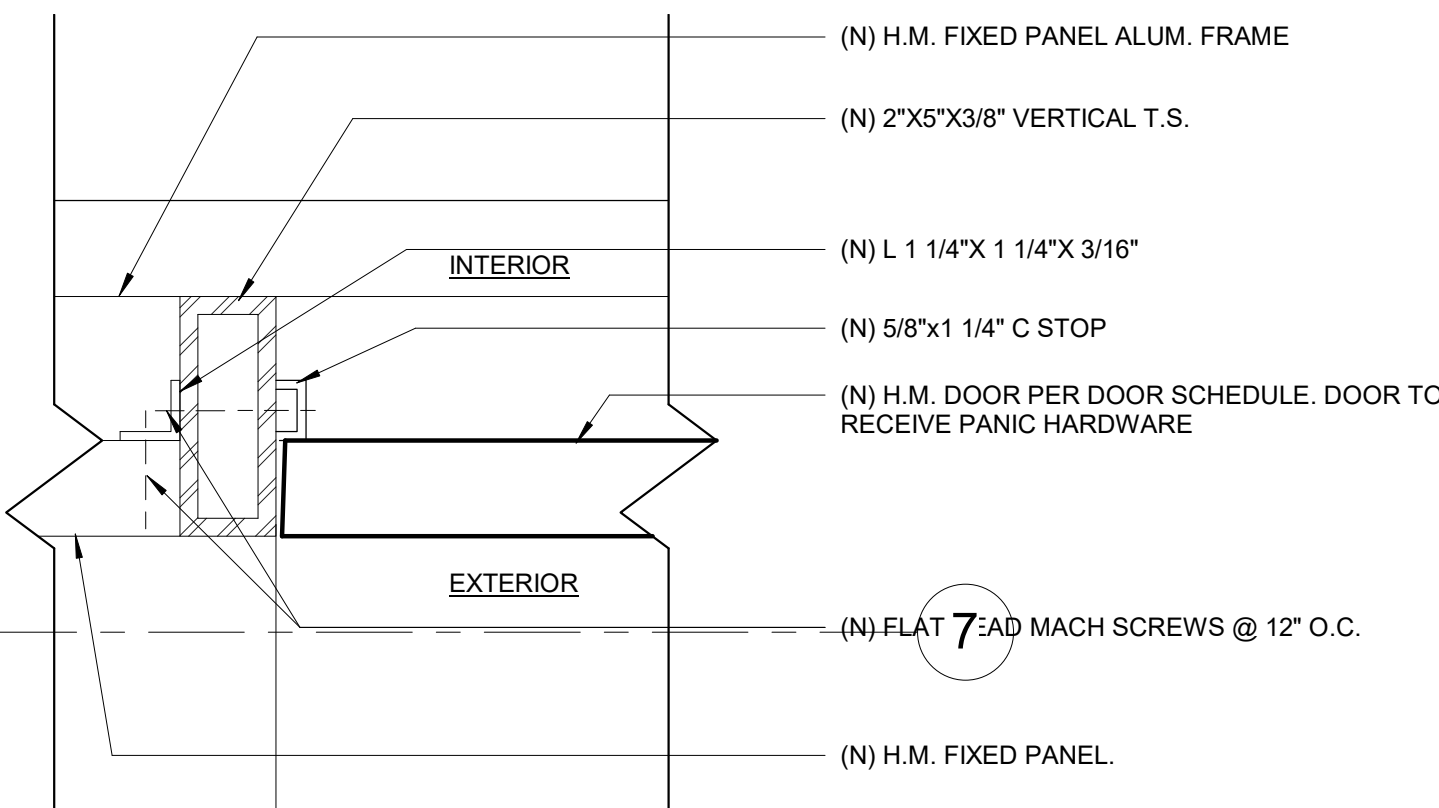 (N) H.M. FIXED PANEL ALUM. FRAME
(N) 2"X5"X3/8" VERTICAL T.S.
(N) L 1 1/4"X 1 1/4"X 3/16"
INTERIOR
(N) 5/8"x1 1/4" C STOP
(N) H.M. DOOR PER DOOR SCHEDULE. DOOR TO
RECEIVE PANIC HARDWARE
EXTERIOR
(N) FLAT HEAD MACH SCREWS @ 12" O.C.
7
(N) H.M. FIXED PANEL.